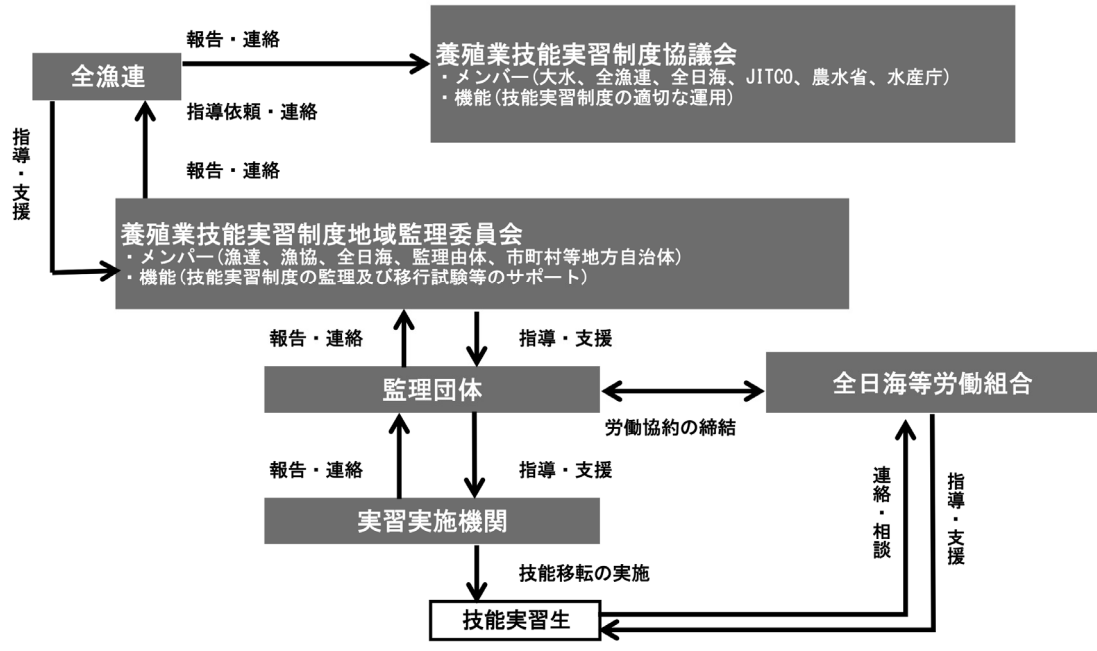 報告・連絡
全漁連
養殖業技能実習制度協議会
・メンバー(大水、全漁連、全日海、JITCO、農水省、水産庁)
・機能(技能実習制度の適切な運用)
指導依頼・連絡
指導・支援
報告・連絡
養殖業技能実習制度地域監理委員会
・メンバー(漁達、漁協、全日海、監理由体、市町村等地方自治体)
・機能(技能実習制度の監理及び移行試験等のサポート)
報告・連絡
指導・支援
監理団体
全日海等労働組合
労働協約の締結
報告・連絡
指導・支援
連絡・相談
指導・支援
実習実施機関
技能移転の実施
技能実習生